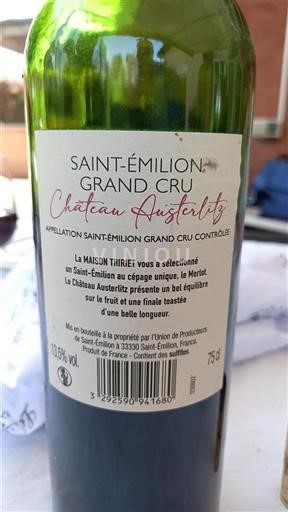 SAINT-ÉMILION
GRAND CRU
Château Austerlitz
APPELLATION SAINT-ÉMILION GRAND CRU CONTRÔLÉE
VINIOU
La MAISON THIRIET vous a sélectionné
un Saint-Émilion au cépage unique, le Merlot.
Le Château Austerlitz présente un bel équilibre
sur le fruit et une finale toastée
d'une belle longueur.
Mis en bouteille à la propriété par l'Union de Producteurs
de Saint-Émilion à 33330 Saint-Émilion, France.
Produit de France - Contient des sulfites
13,5% vol.
75 cl
3 292590 941680